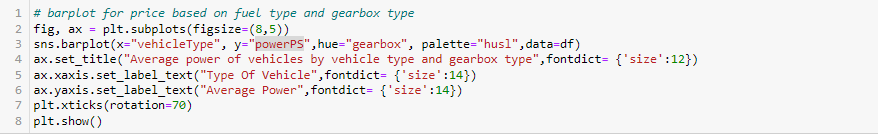 1 # barplot for price based on fuel type and gearbox type
2 fig, ax = plt.subplots(figsize=(8,5))
3 sns.barplot(x="vehicleType", y="powerPS",hue="gearbox", palette="husl",data=df)
4 ax.set_title("Average power of vehicles by vehicle type and gearbox type",fontdict= {'size':12})
5 ax.xaxis.set_label_text("Type Of Vehicle",fontdict= {'size':14})
6 ax.yaxis.set_label_text("Average Power",fontdict= {'size':14})
7 plt.xticks(rotation=70)
8 plt.show()